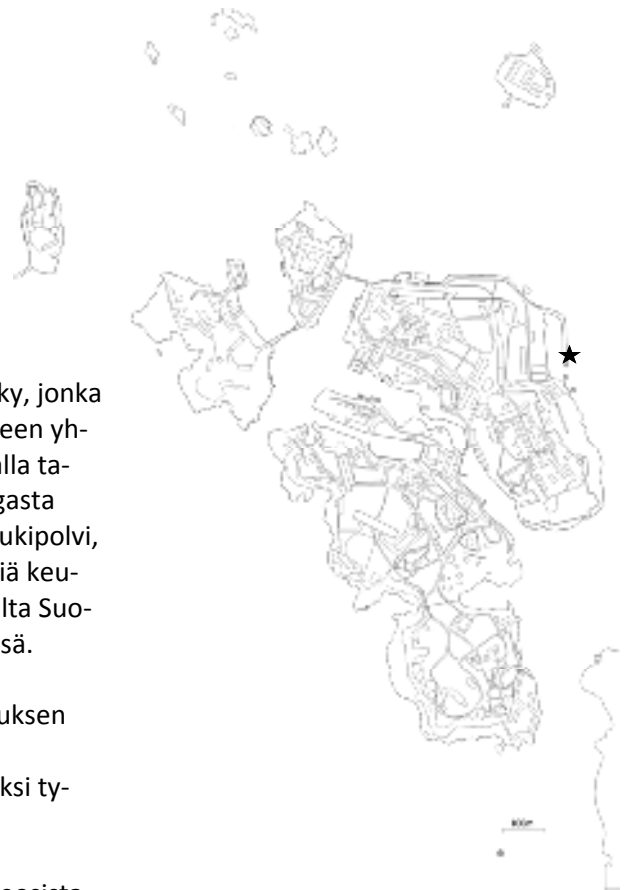 ky, jonka
een yh-
alla ta-
gasta
ukipolvi,
iä keu-
lta Suo-
sä.
uksen
ksi ty-